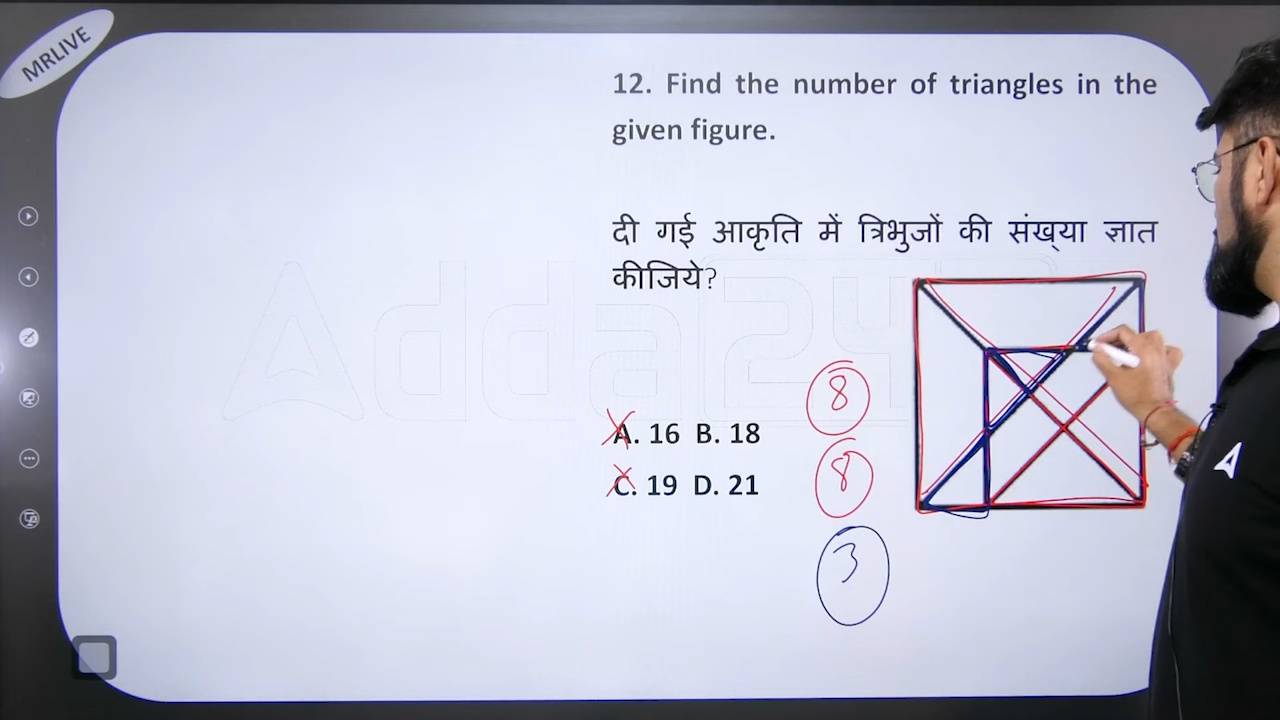 MRLIVE
12. Find the number of triangles in the
given figure.
दी गई आकृति में त्रिभुजों की संख्या ज्ञात
कीजिये?
Adda247
A. 16 B. 18
C. 19 D. 21
8
8
3